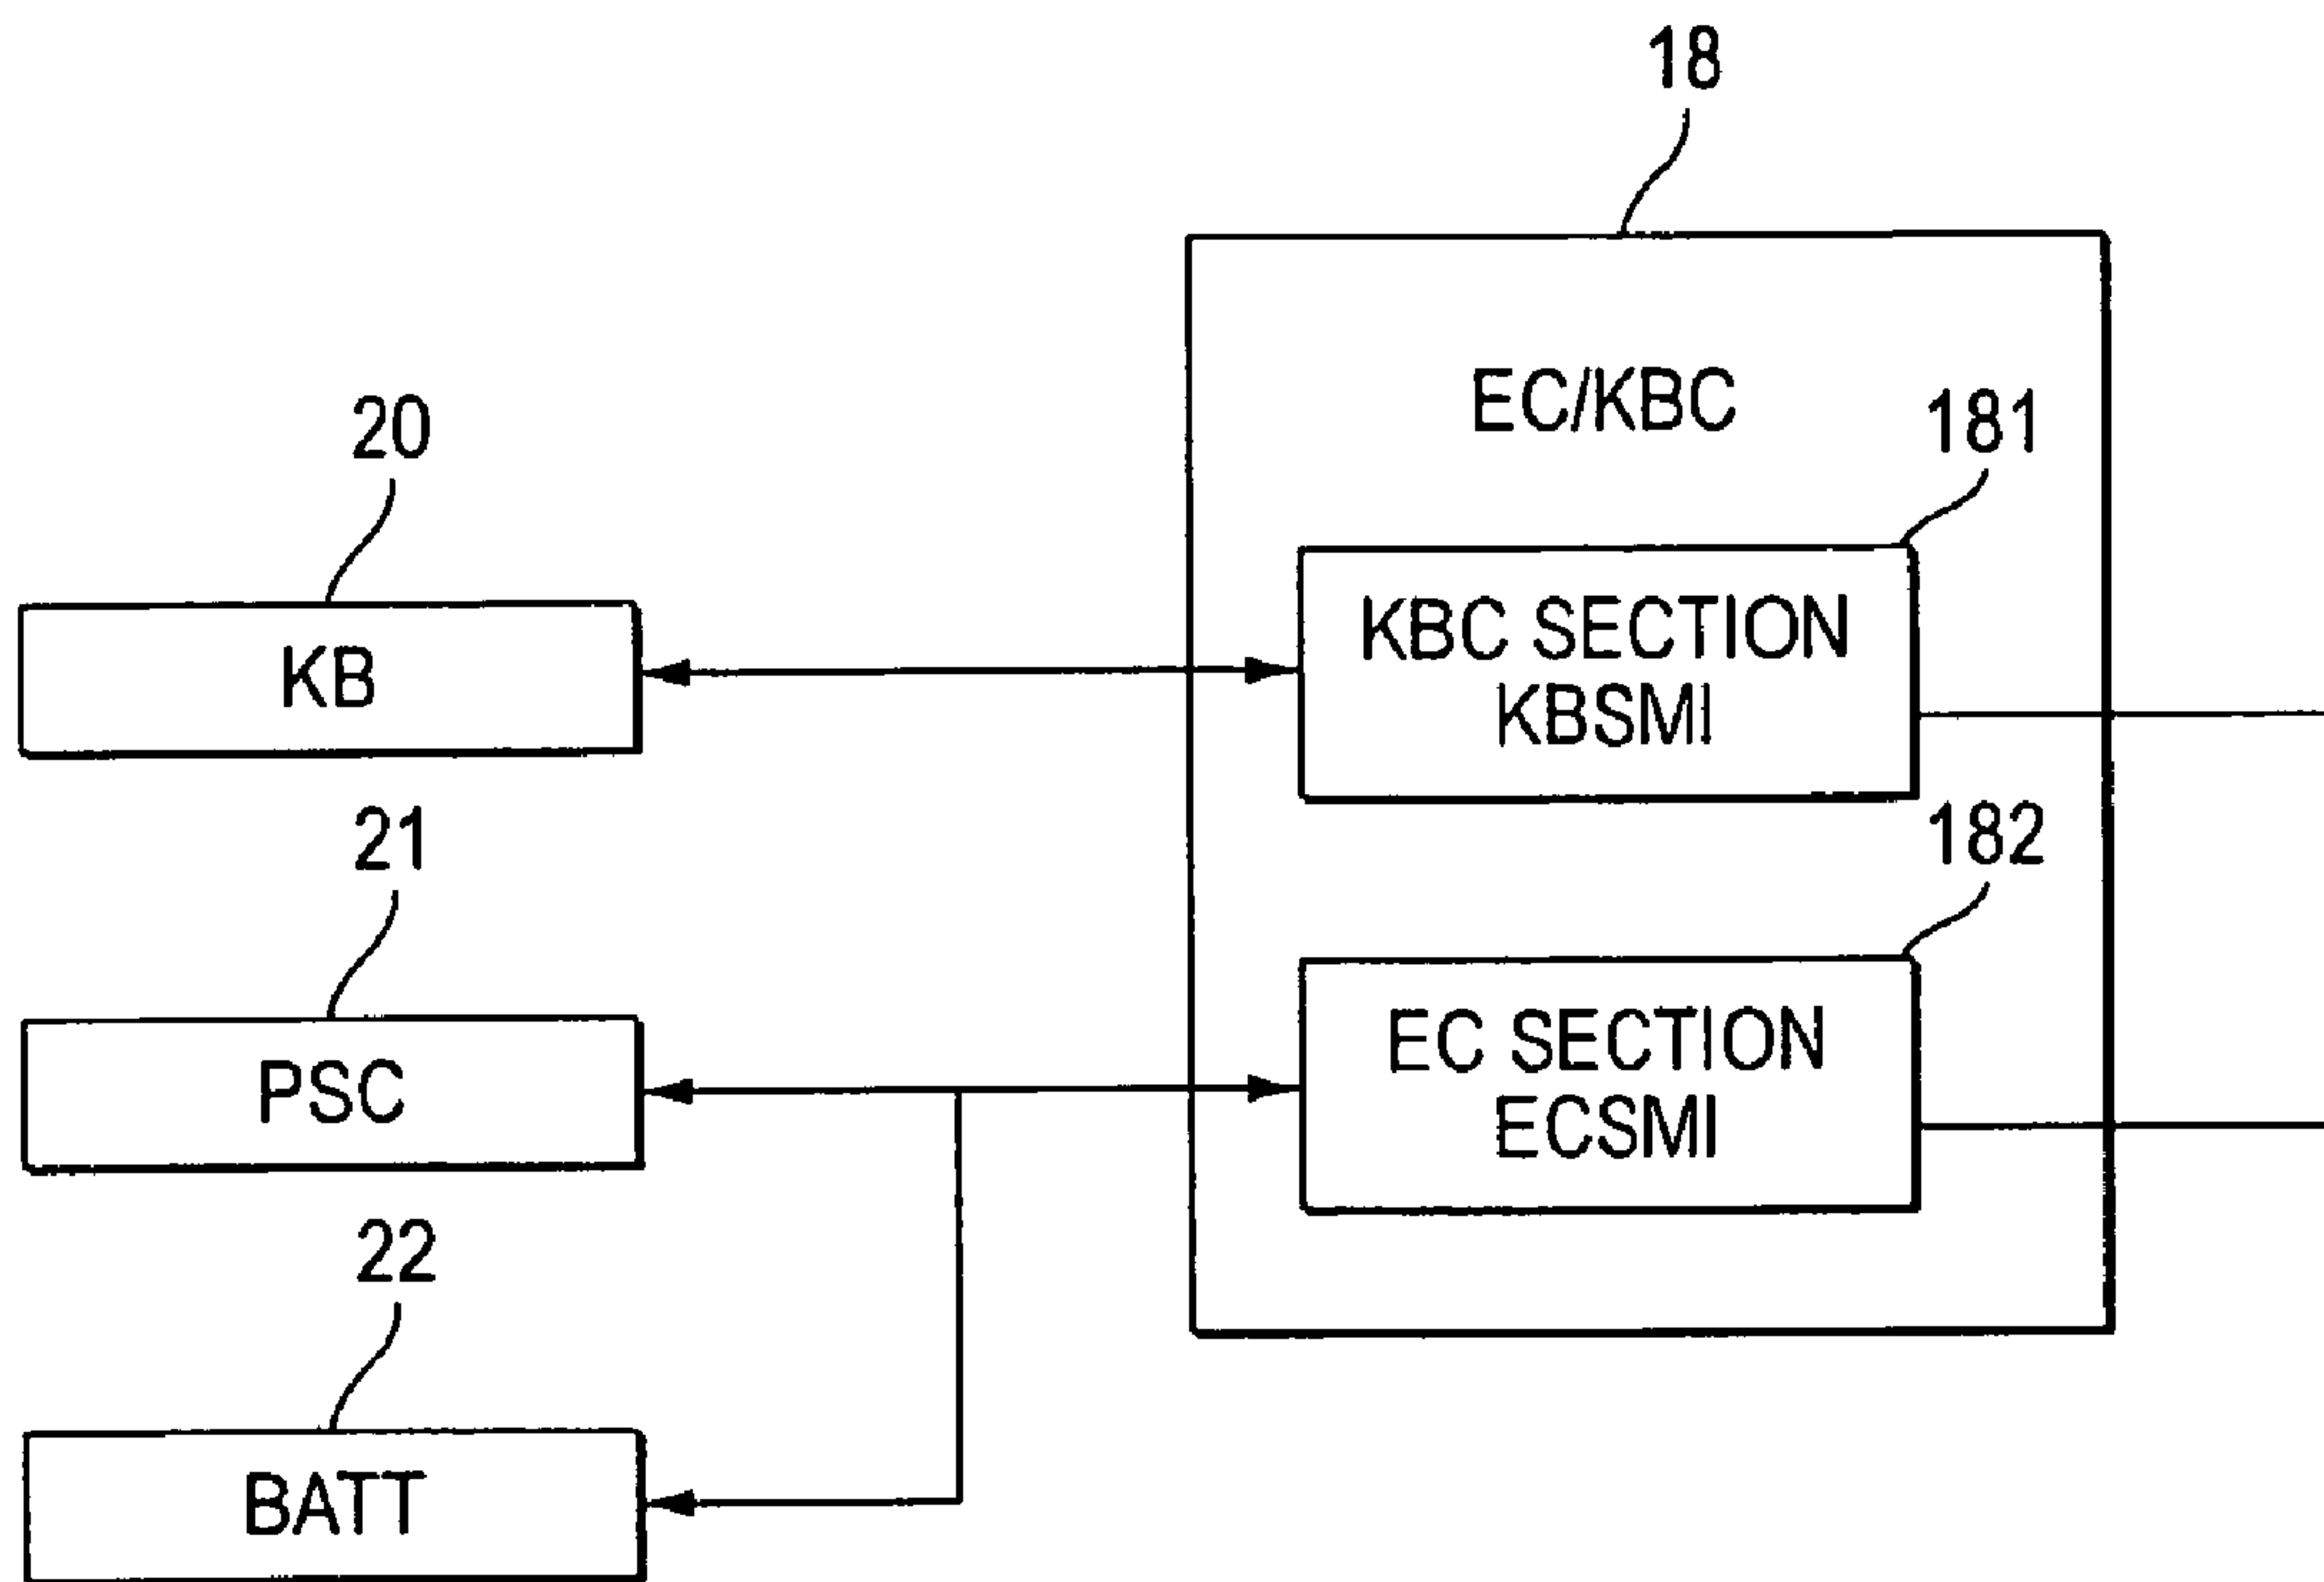 18
EC/KBC
181
20
KBC SECTION
KBSMI
KB
21
182
PSC
EC SECTION
ECSMI
22
BATT